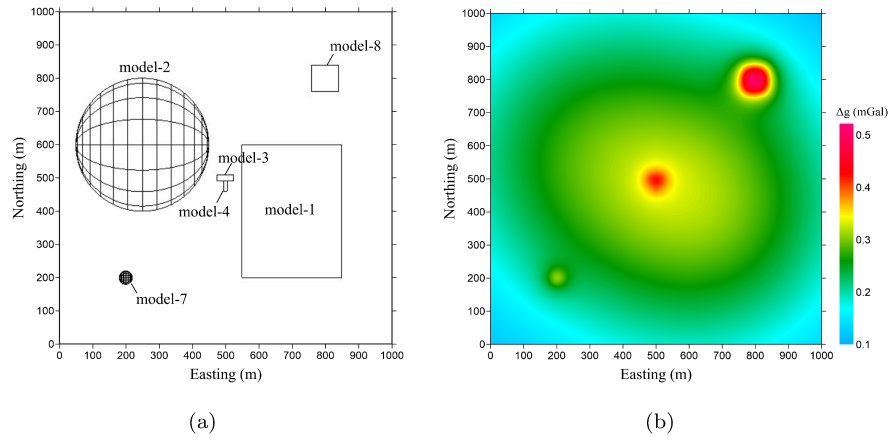 1000
900
800
700
600
500
400
300
200
100
0
0 100 200 300 400 500 600 700 800 900 1000
Northing (m)
Easting (m)
model-8
model-2
model-3
model-4
model-1
model-7
(a)
1000
900
800
700
600
500
400
300
200
100
0
0 100 200 300 400 500 600 700 800 900 1000
Northing (m)
Easting (m)
Δg (mGal)
0.5
0.4
0.3
0.2
0.1
(b)